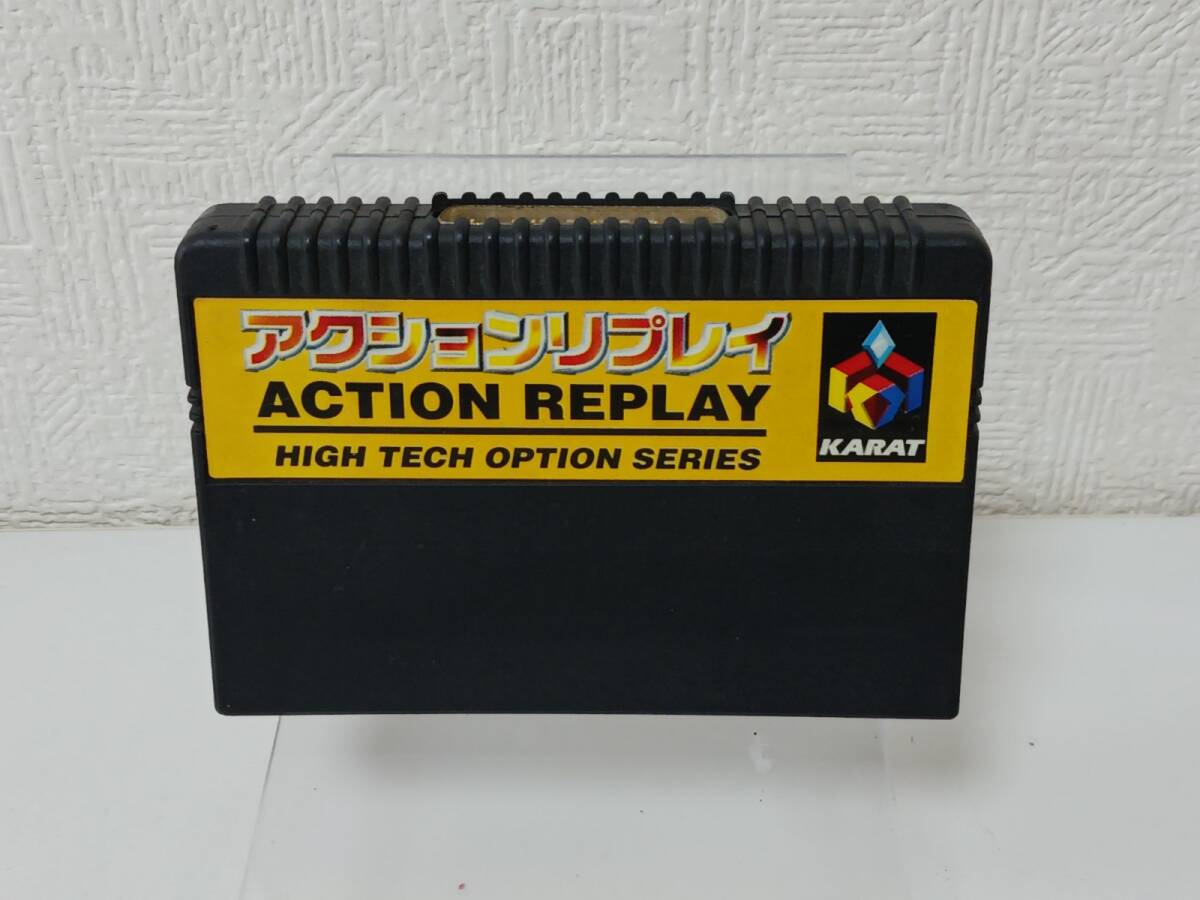 アクションリプレイ
ACTION REPLAY
HIGH TECH OPTION SERIES
KARAT